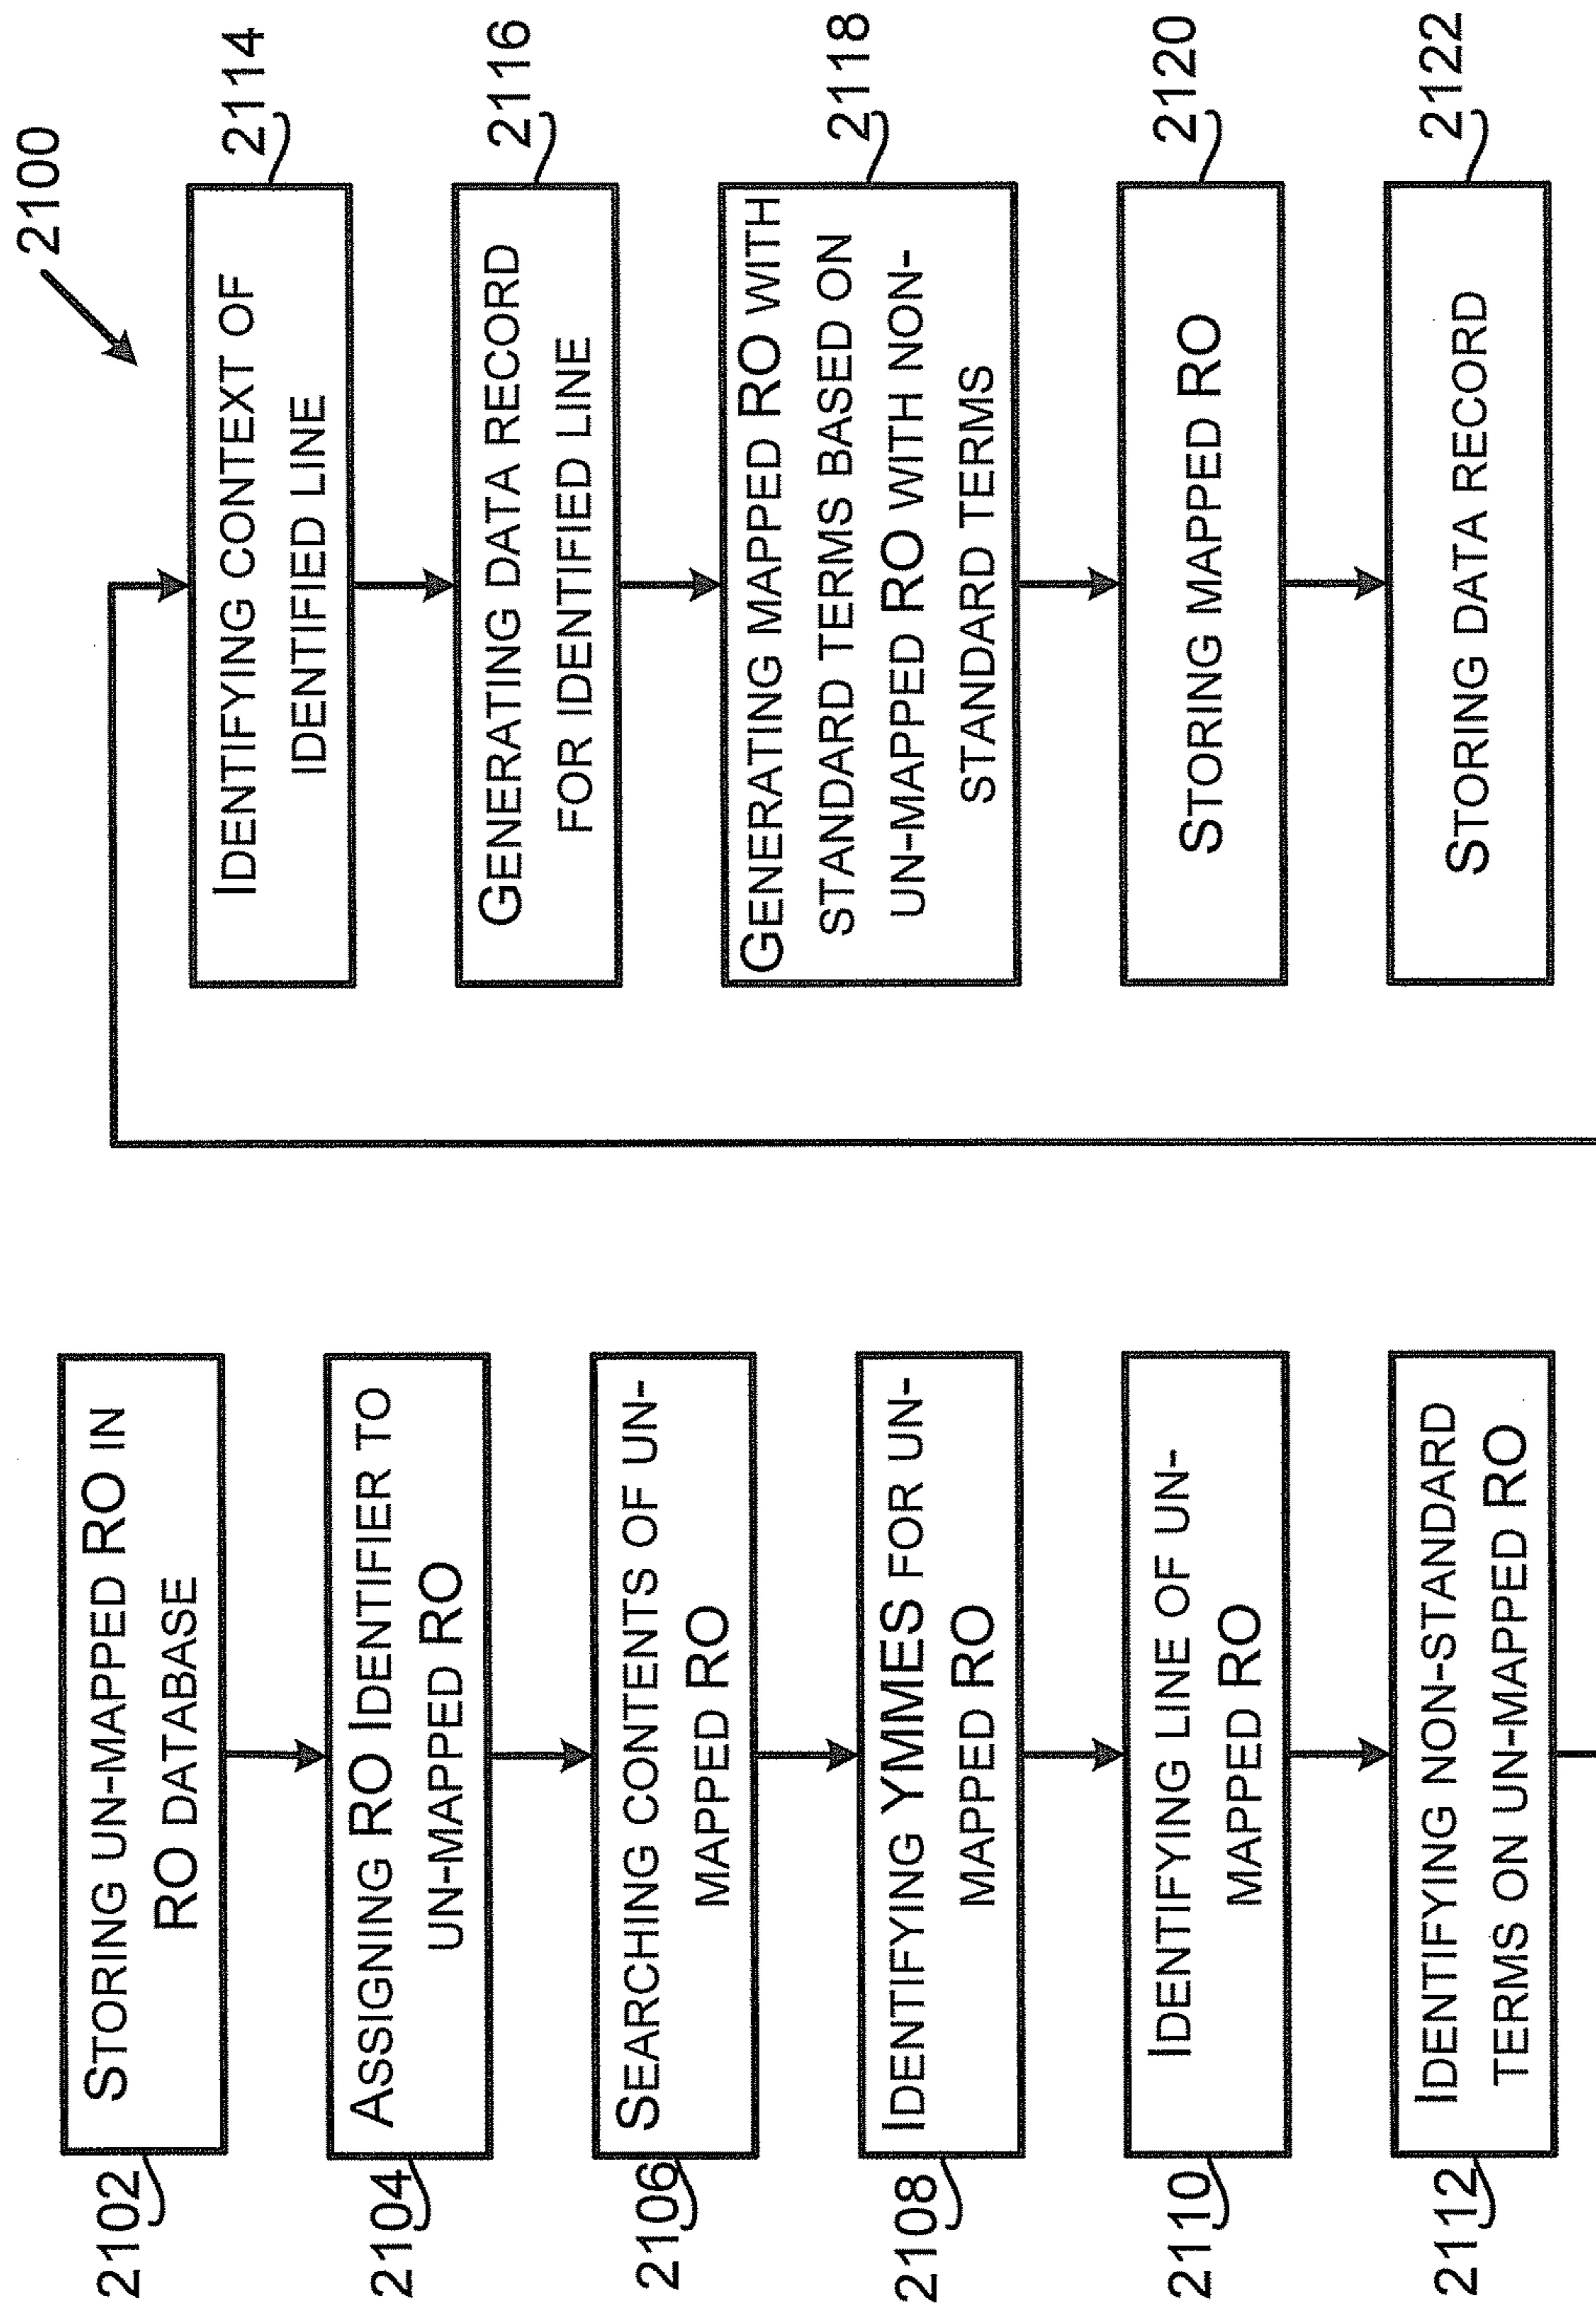 2100
2102
STORING UN-MAPPED RO IN
RO DATABASE
2104
ASSIGNING RO IDENTIFIER TO
UN-MAPPED RO
2106
SEARCHING CONTENTS OF UN-
MAPPED RO
2108
IDENTIFYING YMMES FOR UN-
MAPPED RO
2110
IDENTIFYING LINE OF UN-
MAPPED RO
2112
IDENTIFYING NON-STANDARD
TERMS ON UN-MAPPED RO
2114
IDENTIFYING CONTEXT OF
IDENTIFIED LINE
2116
GENERATING DATA RECORD
FOR IDENTIFIED LINE
2118
GENERATING MAPPED RO WITH
STANDARD TERMS BASED ON
UN-MAPPED RO WITH NON-
STANDARD TERMS
2120
STORING MAPPED RO
2122
STORING DATA RECORD